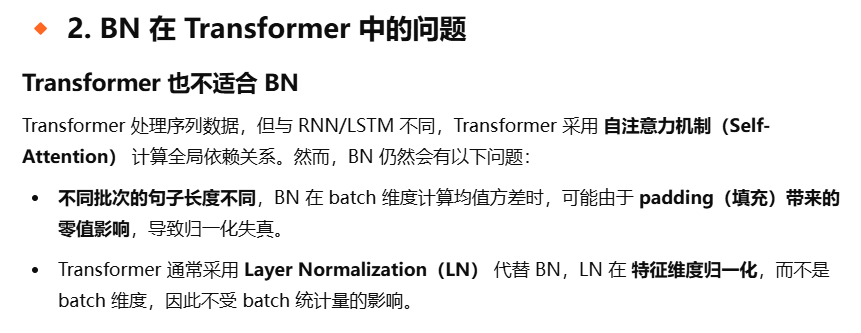 2. BN 在 Transformer 中的问题
Transformer 也不适合 BN
Transformer 处理序列数据，但与 RNN/LSTM 不同，Transformer 采用 自注意力机制（Self-
Attention） 计算全局依赖关系。然而，BN 仍然会有以下问题：
• 不同批次的句子长度不同，BN 在 batch 维度计算均值方差时，可能由于 padding（填充）带来的
零值影响，导致归一化失真。
• Transformer 通常采用 Layer Normalization（LN） 代替 BN，LN 在 特征维度归一化，而不是
batch 维度，因此不受 batch 统计量的影响。